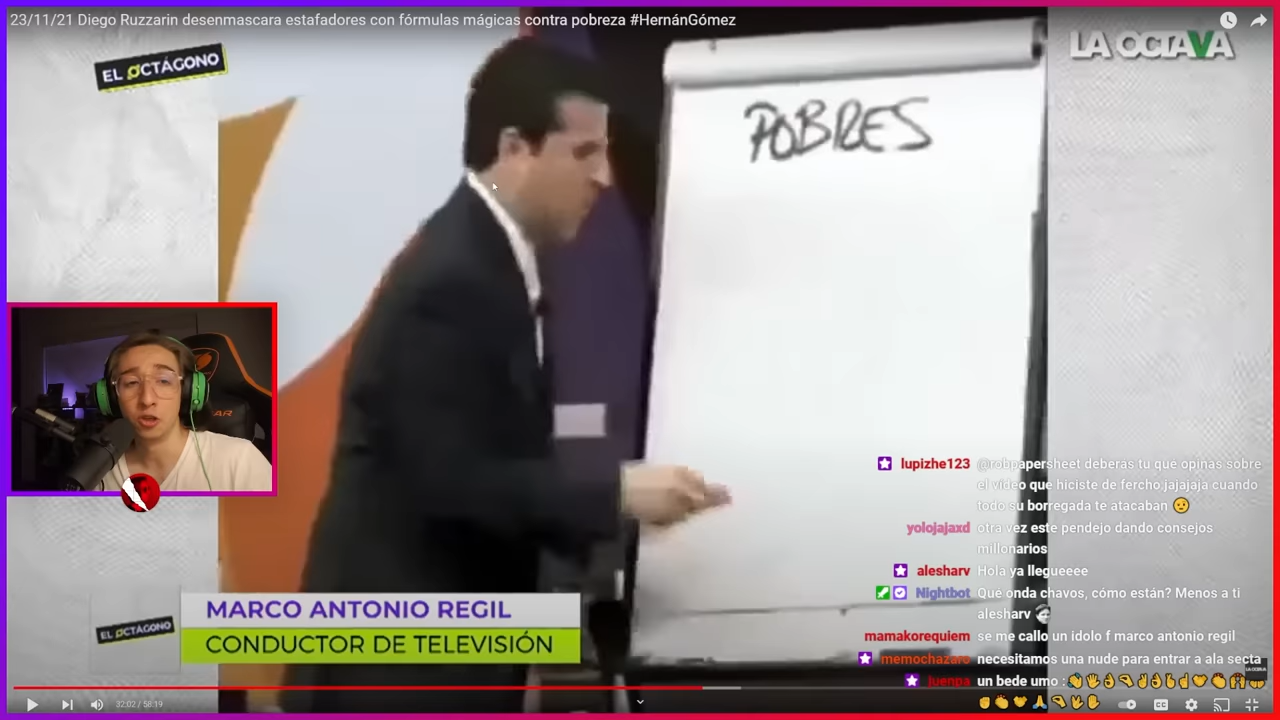 23/11/21 Diego Ruzzarin desenmascara estafadores con fórmulas mágicas contra pobreza #HernánGómez
EL OCTÁGONO
LA OCTAVA
POBRES
lupizhe123 @robpapersheet deberas tu que opinas sobre
el video que hiciste de fercho,jajajaja cuando
todo su borregada te atacaban 😕
yolojajaxd otra vez este pendejo dando consejos
millonarios
alesharv Hola ya llegueeee
Nightbot Que onda chavos, cómo están? Menos a ti
alesharv
mamakorequiem se me callo un idolo f marco antonio regil
memochazaro necesitamos una nude para entrar a ala secta
juenpa un bede umo :
EL OCTÁGONO
MARCO ANTONIO REGIL
CONDUCTOR DE TELEVISIÓN
32:02 / 58:19